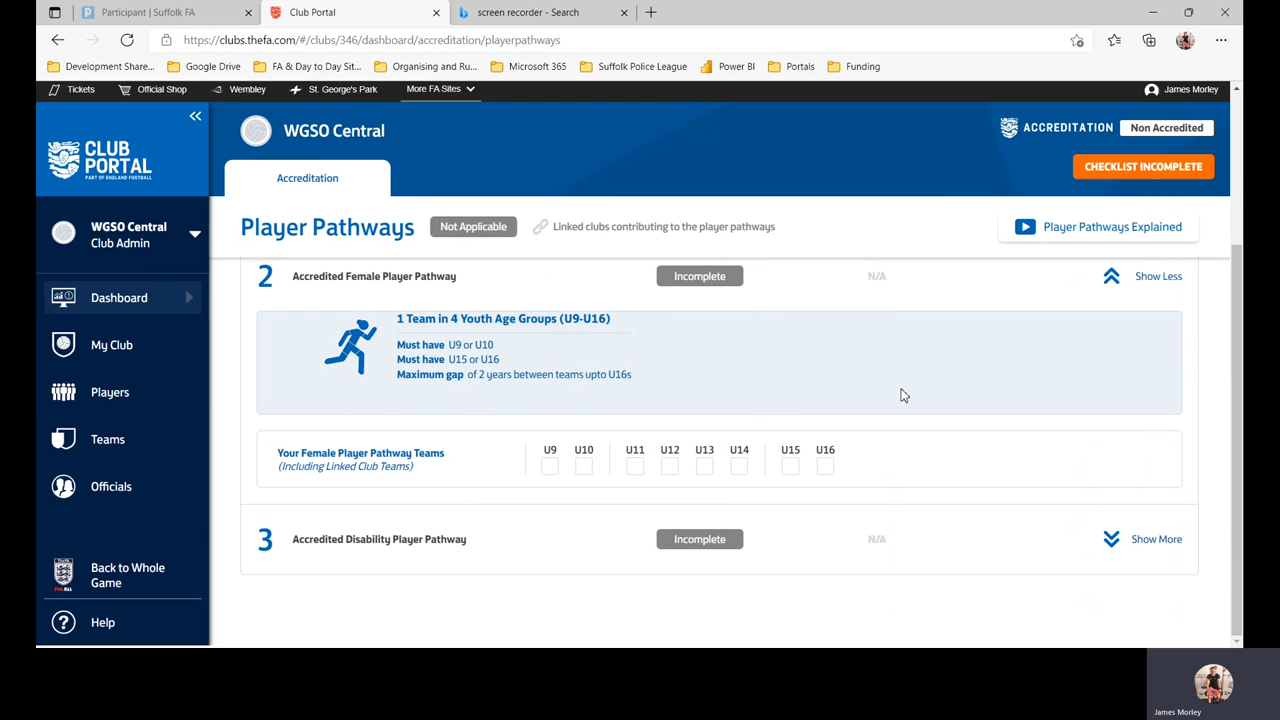 Participant | Suffolk FA
Club Portal
screen recorder - Search
https://clubs.thefa.com/#/clubs/346/dashboard/accreditation/playerpathways
Development Share...
Google Drive
FA & Day to Day Sit...
Organising and Ru...
Microsoft 365
Suffolk Police League
Power BI
Portals
Funding
Tickets
Official Shop
Wembley
St. George's Park
More FA Sites
James Morley
CLUB
PORTAL
PART OF ENGLAND FOOTBALL
WGSO Central
ACCREDITATION
Non Accredited
CHECKLIST INCOMPLETE
Accreditation
WGSO Central
Club Admin
Player Pathways
Not Applicable
Linked clubs contributing to the player pathways
Player Pathways Explained
Dashboard
My Club
Players
Teams
Officials
Back to Whole
Game
Help
2 Accredited Female Player Pathway Incomplete N/A Show Less
1 Team in 4 Youth Age Groups (U9-U16)
Must have U9 or U10
Must have U15 or U16
Maximum gap of 2 years between teams upto U16s
Your Female Player Pathway Teams
(Including Linked Club Teams)
U9 U10 U11 U12 U13 U14 U15 U16
3 Accredited Disability Player Pathway Incomplete N/A Show More
James Morley